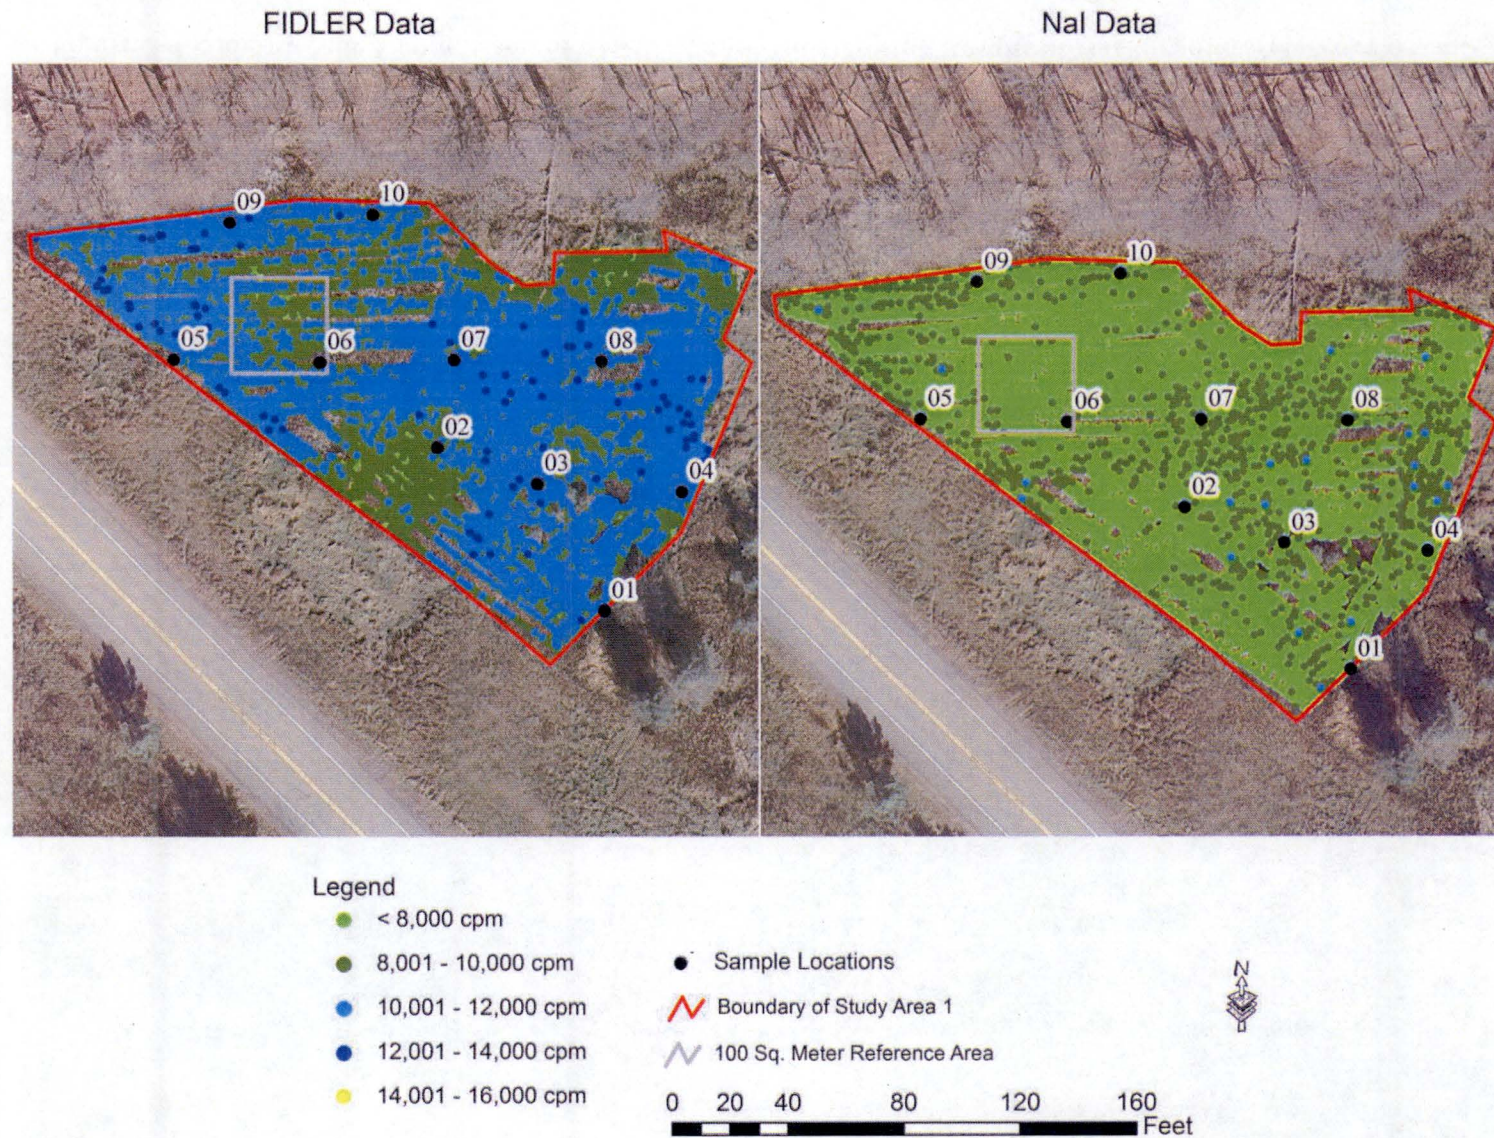 FIDLER Data
NaI Data
09
10
05
06
07
08
02
03
04
01
09
10
05
06
07
08
02
03
04
01
Legend
< 8,000 cpm
8,001 - 10,000 cpm
10,001 - 12,000 cpm
12,001 - 14,000 cpm
14,001 - 16,000 cpm
Sample Locations
Boundary of Study Area 1
100 Sq. Meter Reference Area
N
0 20 40 80 120 160
Feet